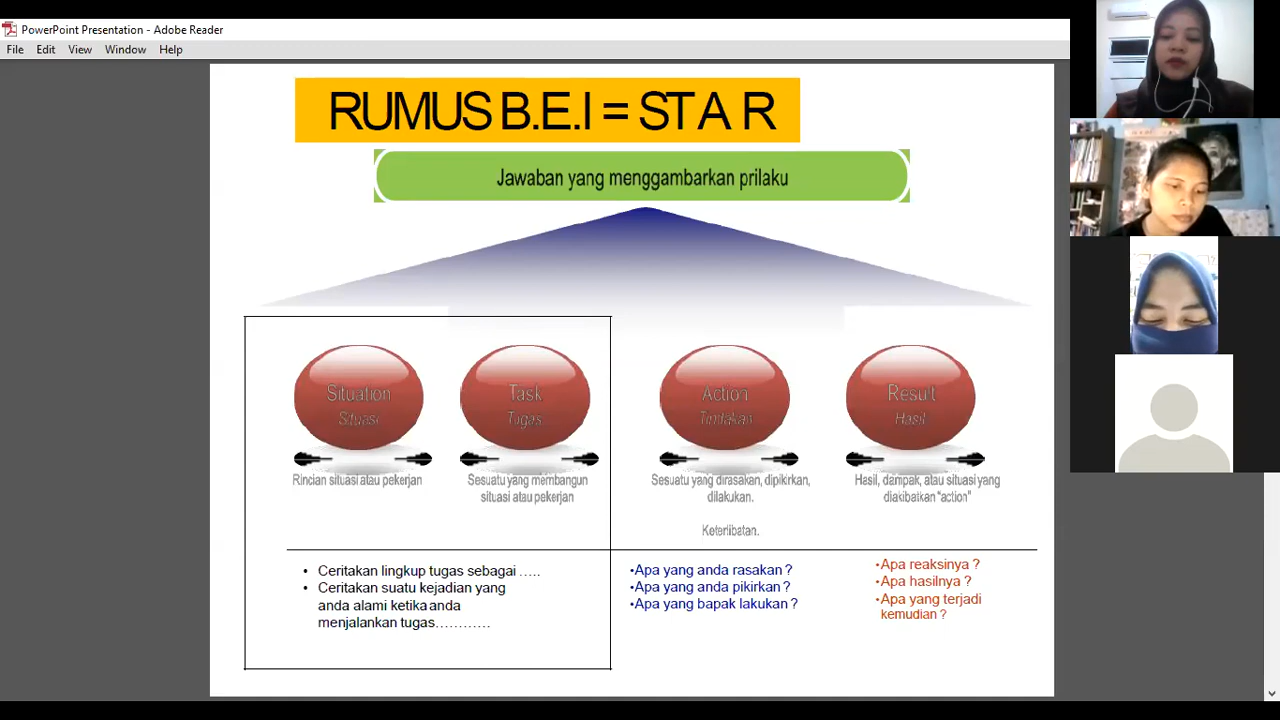 PowerPoint Presentation - Adobe Reader
File Edit View Window Help
RUMUS B.E.I = STAR
Jawaban yang menggambarkan prilaku
Situation
Situasi
Task
Tugas
Action
Tindakan
Result
Hasil
Rincian situasi atau pekerjan
Sesuatu yang membangun
situasi atau pekerjan
Sesuatu yang dirasakan, dipikirkan,
dilakukan.
Keterlibatan.
Hasil, dampak, atau situasi yang
diakibatkan "action"
• Ceritakan lingkup tugas sebagai …..
• Ceritakan suatu kejadian yang
anda alami ketika anda
menjalankan tugas…………
•Apa yang anda rasakan ?
•Apa yang anda pikirkan ?
•Apa yang bapak lakukan ?
•Apa reaksinya ?
•Apa hasilnya ?
•Apa yang terjadi
kemudian ?